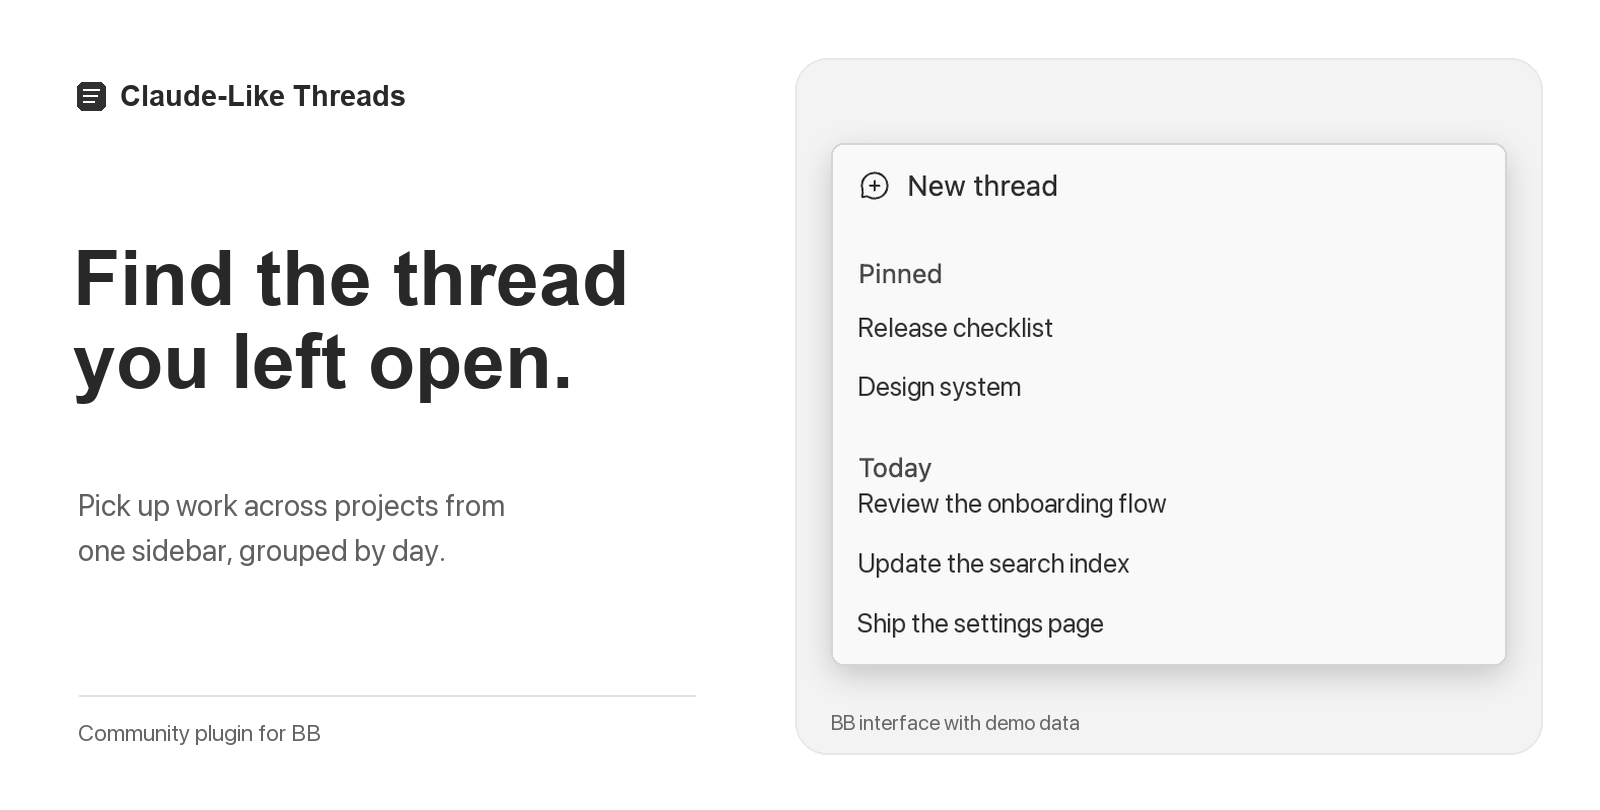 Claude-Like Threads
Find the thread
you left open.
Pick up work across projects from
one sidebar, grouped by day.
Community plugin for BB
New thread
Pinned
Release checklist
Design system
Today
Review the onboarding flow
Update the search index
Ship the settings page
BB interface with demo data